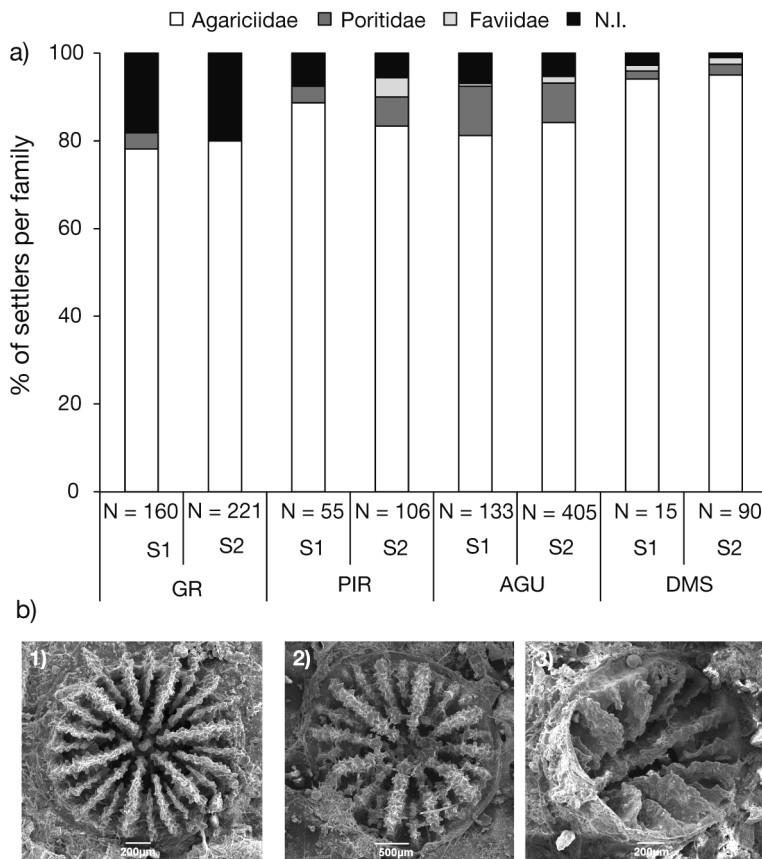 Agariciidae Poritidae Faviidae N.I.
a)
% of settlers per family
100
80
60
40
20
0
N = 160 N = 221 N = 55 N = 106 N = 133 N = 405 N = 15 N = 90
S1 S2 S1 S2 S1 S2 S1 S2
GR PIR AGU DMS
b)
1) 2) 3)
200µm 500µm 200µm